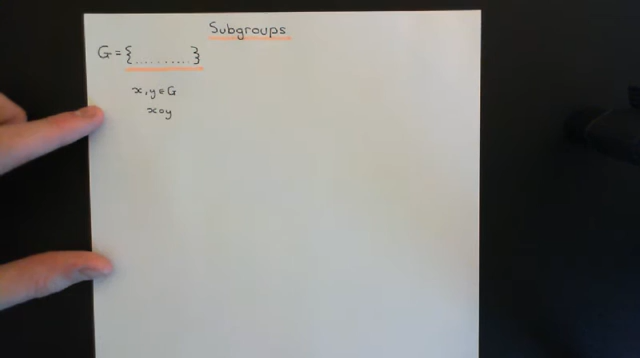 Subgroups
G = {..........}
x, y ∈ G
x∘y